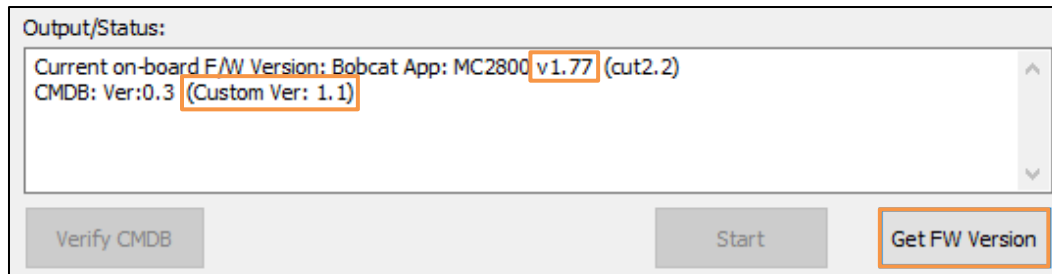 Output/Status:
Current on-board F/W Version: Bobcat App: MC2800 v1.77 (cut2.2)
CMDB: Ver:0.3 (Custom Ver: 1.1)
Verify CMDB
Start
Get FW Version